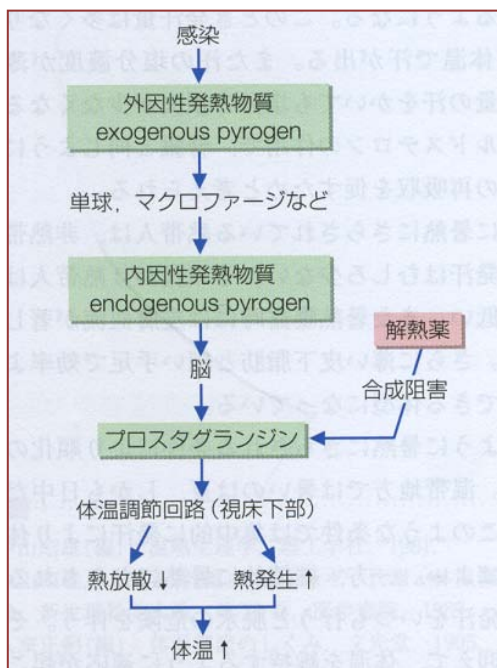 感染
外因性発熱物質
exogenous pyrogen
単球，マクロファージなど
内因性発熱物質
endogenous pyrogen
解熱薬
脳
合成阻害
プロスタグランジン
体温調節回路（視床下部）
熱放散↓ 熱発生↑
体温↑